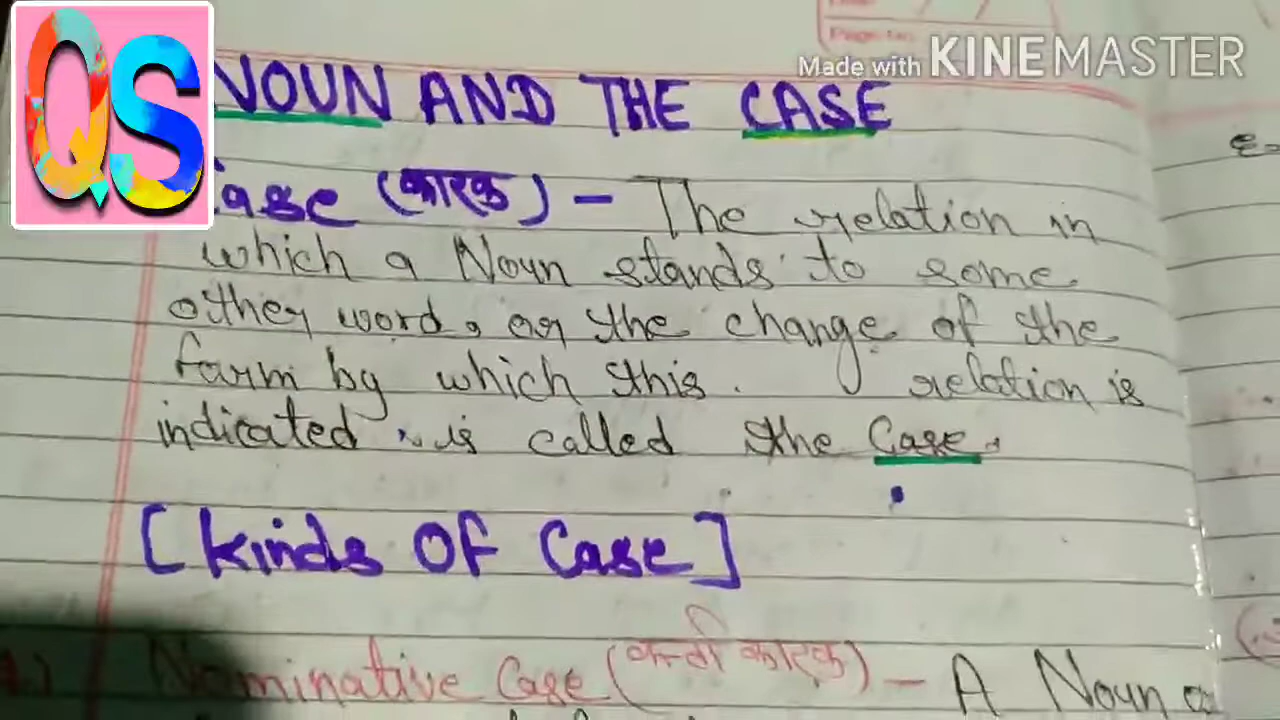 QS
Made with KINEMASTER
NOUN AND THE CASE
Case (कारक) - The relation in
which a Noun stands to some
other word, or the change of the
farm by which this relation is
indicated is called the Case.
[Kinds Of Case]
1.) Nominative Case (कर्त्ता कारक) - A Noun